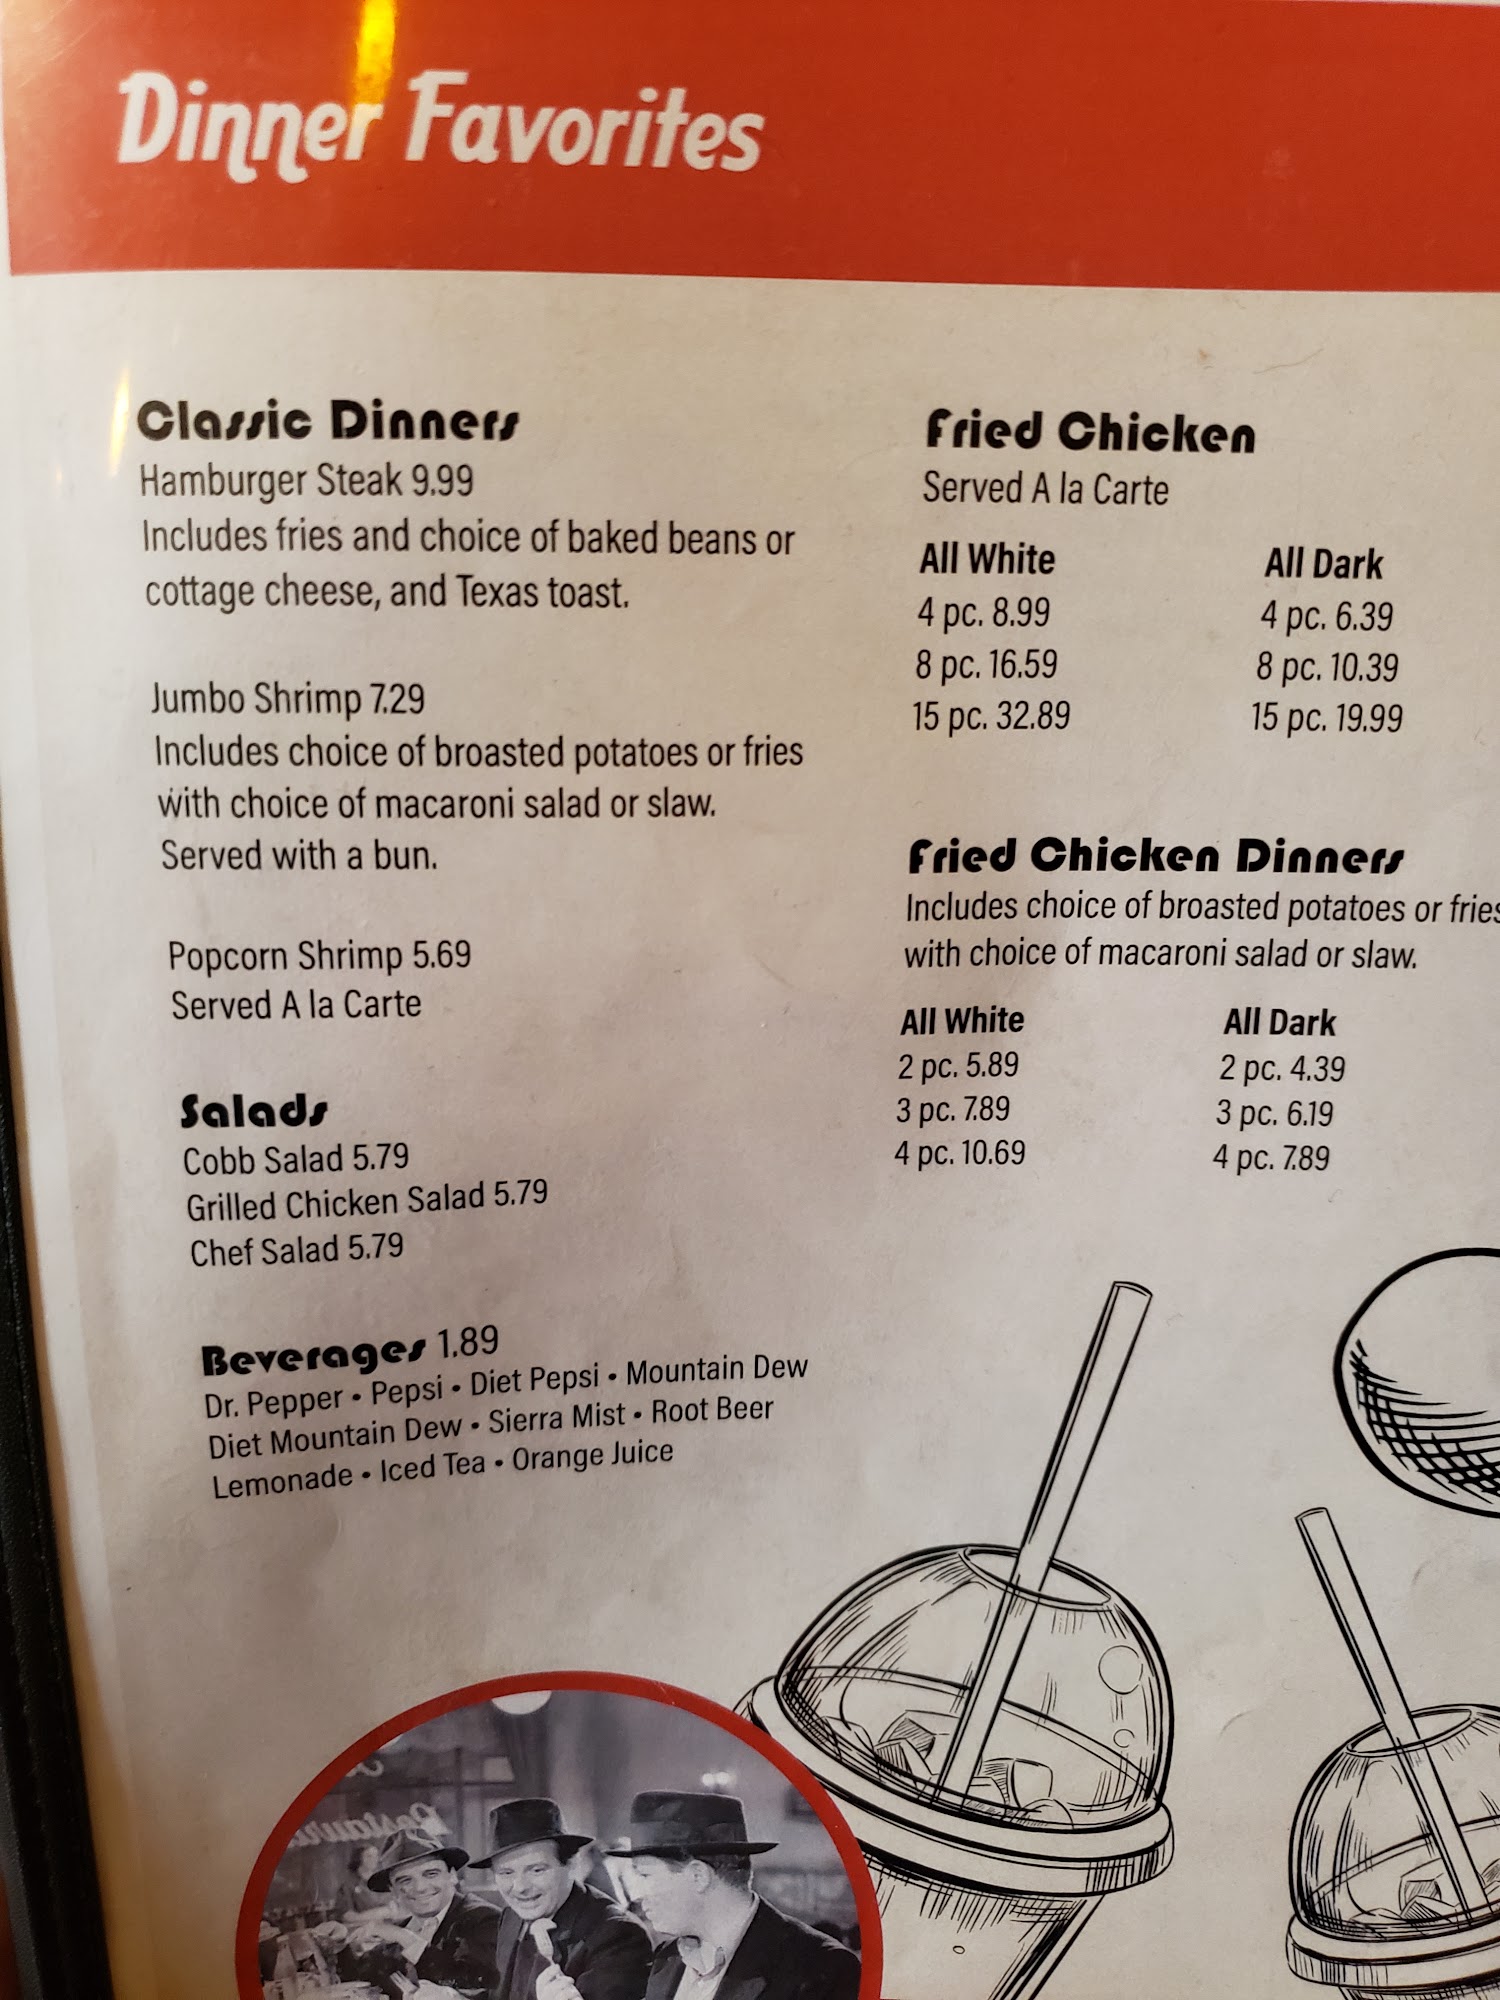 Dinner Favorites
Classic Dinners
Hamburger Steak 9.99
Includes fries and choice of baked beans or
cottage cheese, and Texas toast.
Jumbo Shrimp 7.29
Includes choice of broasted potatoes or fries
with choice of macaroni salad or slaw.
Served with a bun.
Popcorn Shrimp 5.69
Served A la Carte
Salads
Cobb Salad 5.79
Grilled Chicken Salad 5.79
Chef Salad 5.79
Beverages 1.89
Dr. Pepper • Pepsi • Diet Pepsi • Mountain Dew
Diet Mountain Dew • Sierra Mist • Root Beer
Lemonade • Iced Tea • Orange Juice
Fried Chicken
Served A la Carte
All White
4 pc. 8.99
8 pc. 16.59
15 pc. 32.89
All Dark
4 pc. 6.39
8 pc. 10.39
15 pc. 19.99
Fried Chicken Dinners
Includes choice of broasted potatoes or fries
with choice of macaroni salad or slaw.
All White
2 pc. 5.89
3 pc. 7.89
4 pc. 10.69
All Dark
2 pc. 4.39
3 pc. 6.19
4 pc. 7.89